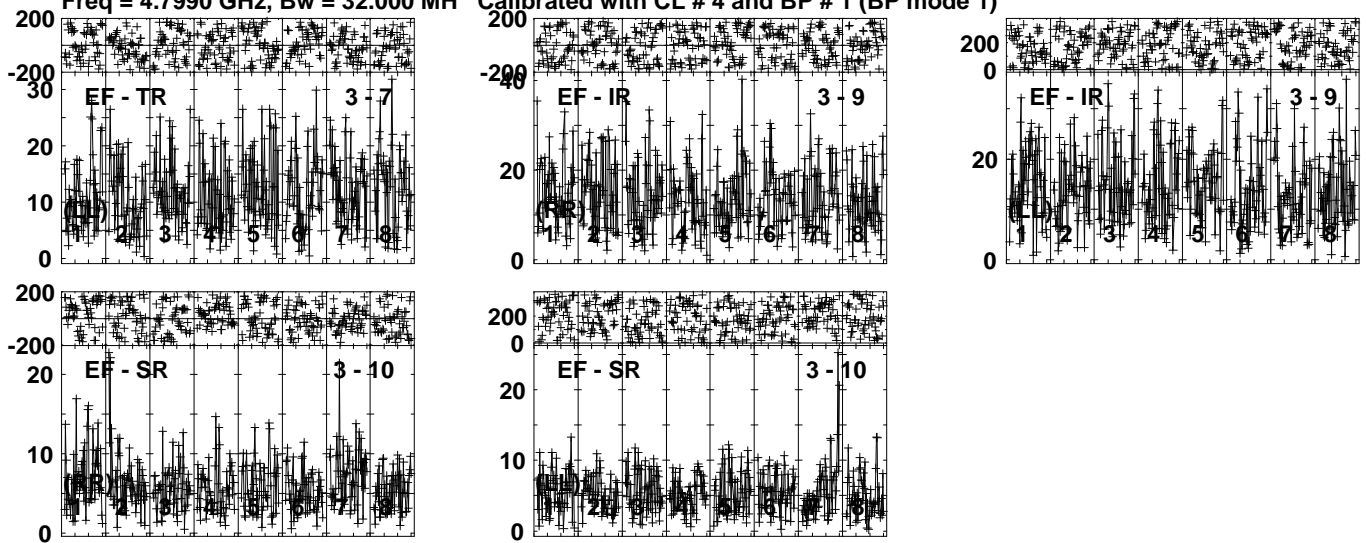 Freq = 4.7990 GHz, Bw = 32.000 MH Calibrated with CL # 4 and BP # 1 (BP mode 1)
200
-200
30
20
10
0
EF - TR 3 - 7
(LL)
1 2 3 4 5 6 7 8
200
-200
40
20
0
EF - IR 3 - 9
(RR)
1 2 3 4 5 6 7 8
200
0
20
0
EF - IR 3 - 9
(LL)
1 2 3 4 5 6 7 8
200
-200
20
10
0
EF - SR 3 - 10
(RR)
1 2 3 4 5 6 7 8
200
0
20
10
0
EF - SR 3 - 10
(LL)
1 2 3 4 5 6 7 8